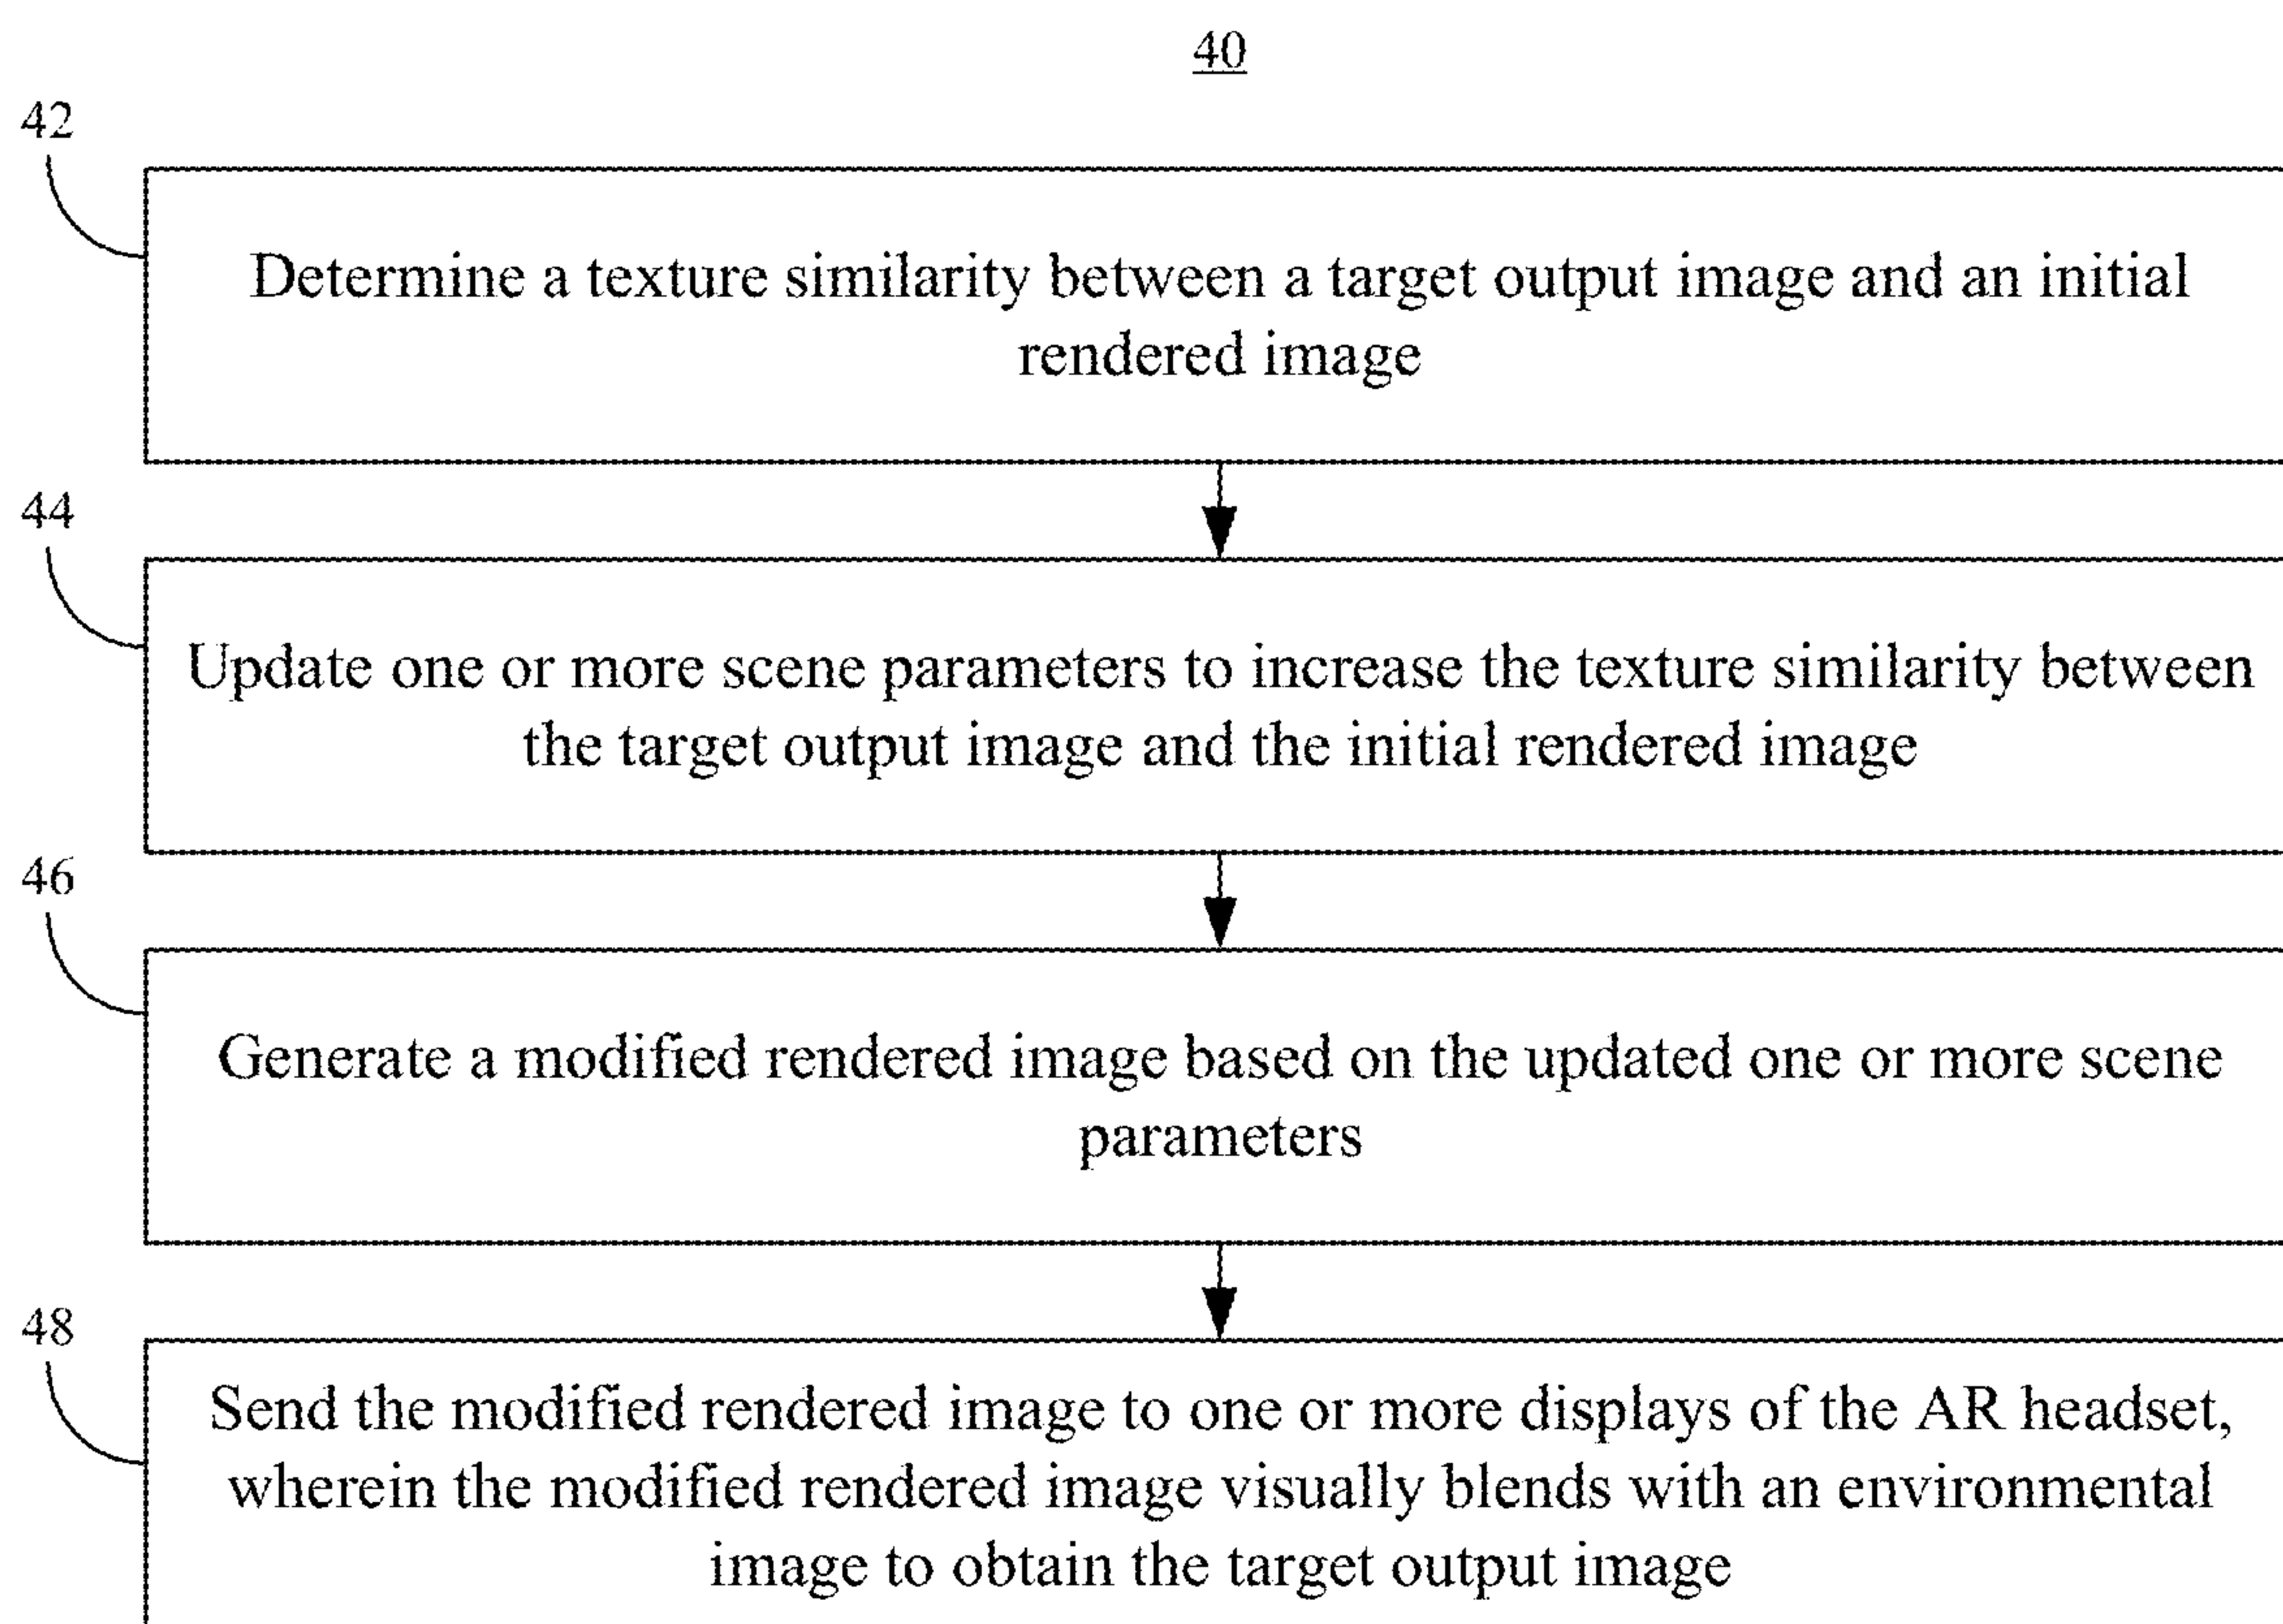 40
42
Determine a texture similarity between a target output image and an initial
rendered image
44
Update one or more scene parameters to increase the texture similarity between
the target output image and the initial rendered image
46
Generate a modified rendered image based on the updated one or more scene
parameters
48
Send the modified rendered image to one or more displays of the AR headset,
wherein the modified rendered image visually blends with an environmental
image to obtain the target output image